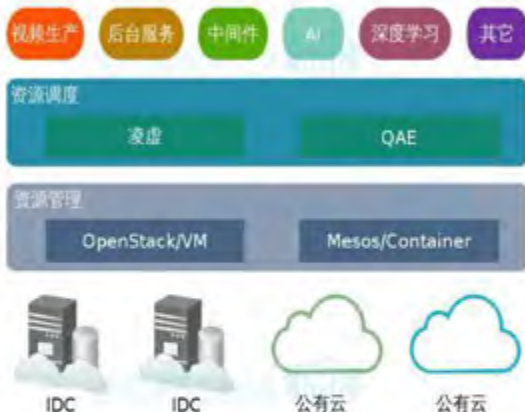 视频生产 后台服务 中间件 AI 深度学习 其它
资源调度
凌虚 QAE
资源管理
OpenStack/VM Mesos/Container
IDC IDC 公有云 公有云